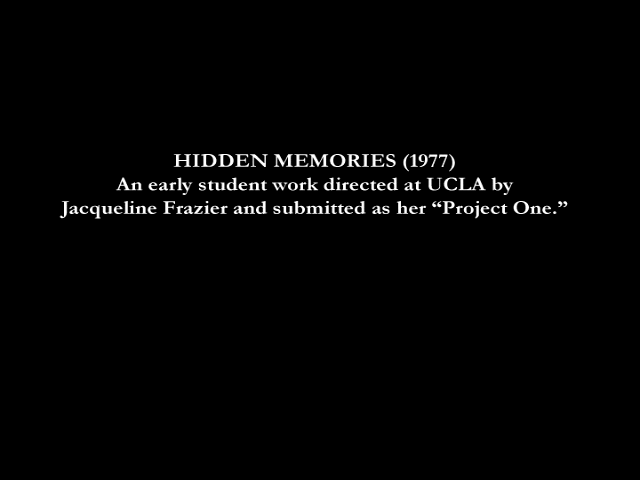 HIDDEN MEMORIES (1977)
An early student work directed at UCLA by
Jacqueline Frazier and submitted as her “Project One.”